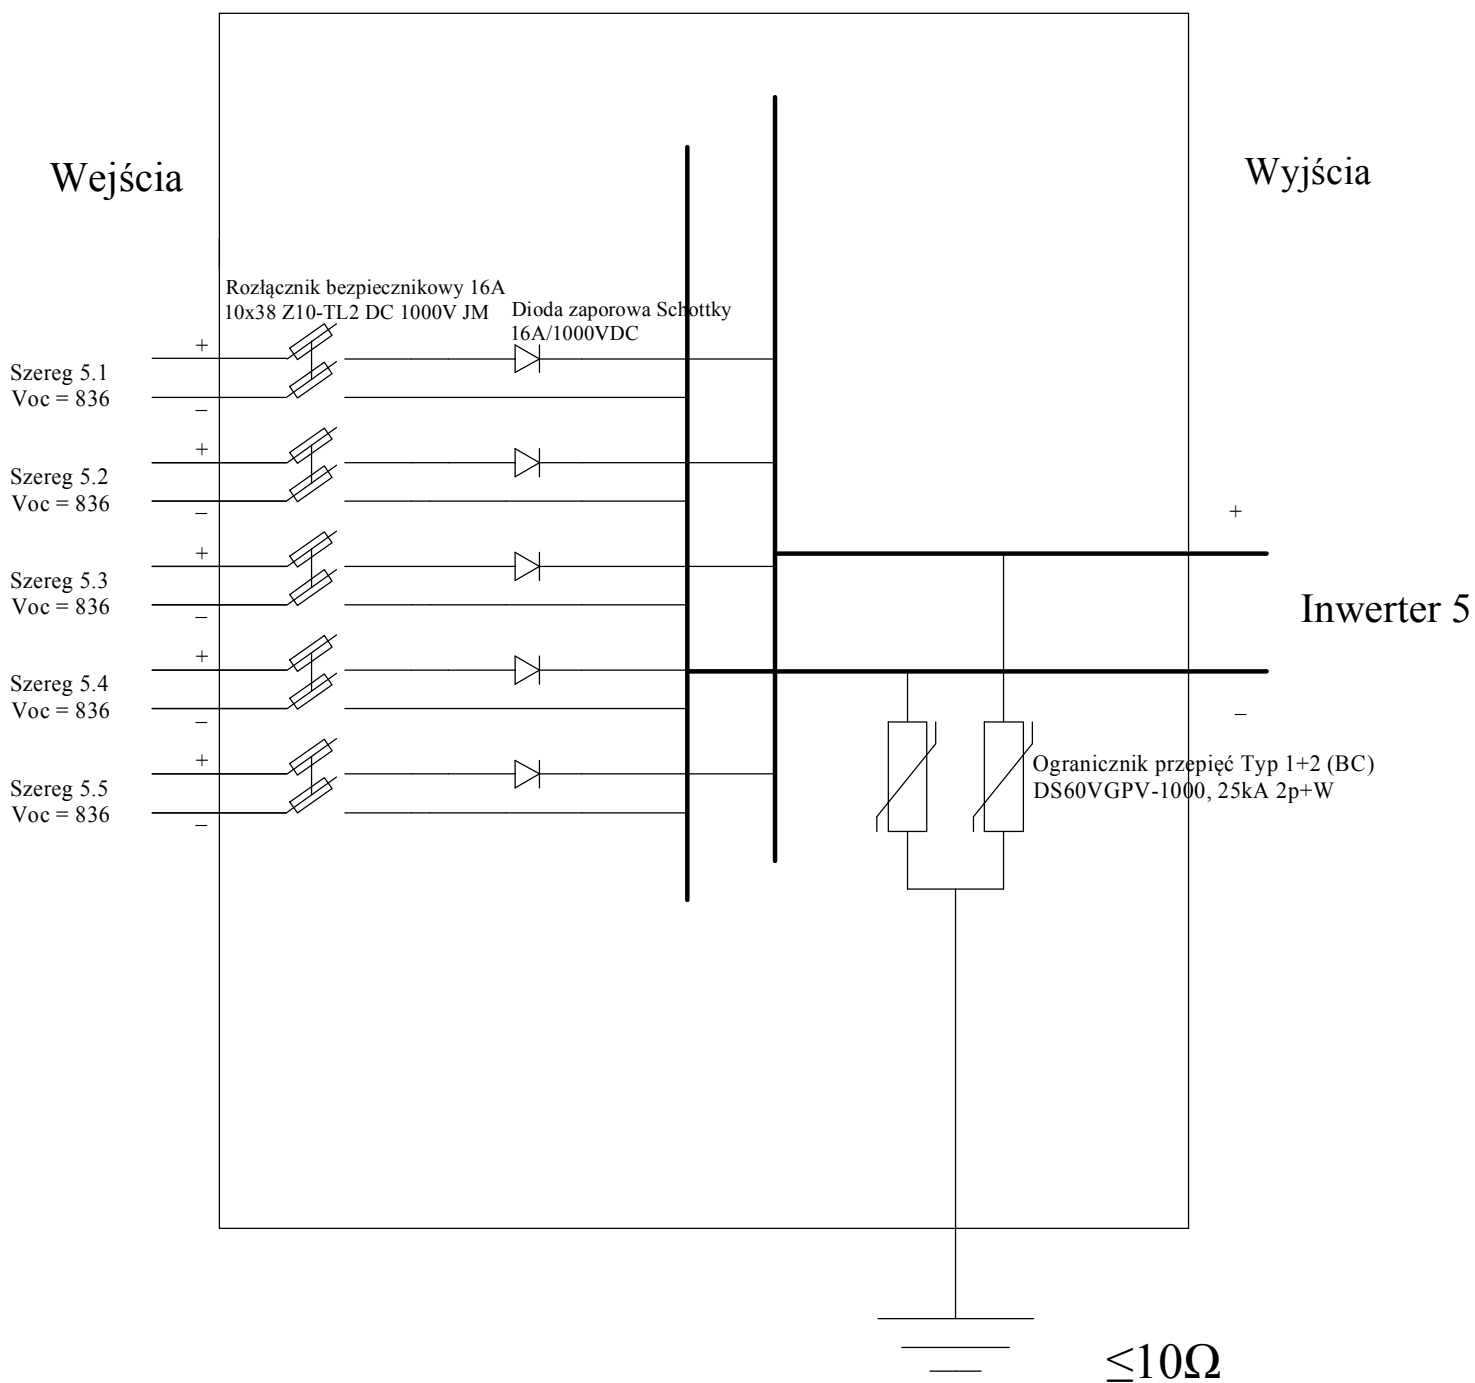 Wejścia
Wyjścia
Rozłącznik bezpiecznikowy 16A
10x38 Z10-TL2 DC 1000V JM
Dioda zaporowa Schottky
16A/1000VDC
+
Szereg 5.1
Voc = 836
–
+
Szereg 5.2
Voc = 836
–
+
Szereg 5.3
Voc = 836
–
+
Szereg 5.4
Voc = 836
–
+
Szereg 5.5
Voc = 836
–
+
Inwerter 5
–
Ogranicznik przepięć Typ 1+2 (BC)
DS60VGPV-1000, 25kA 2p+W
≤10Ω